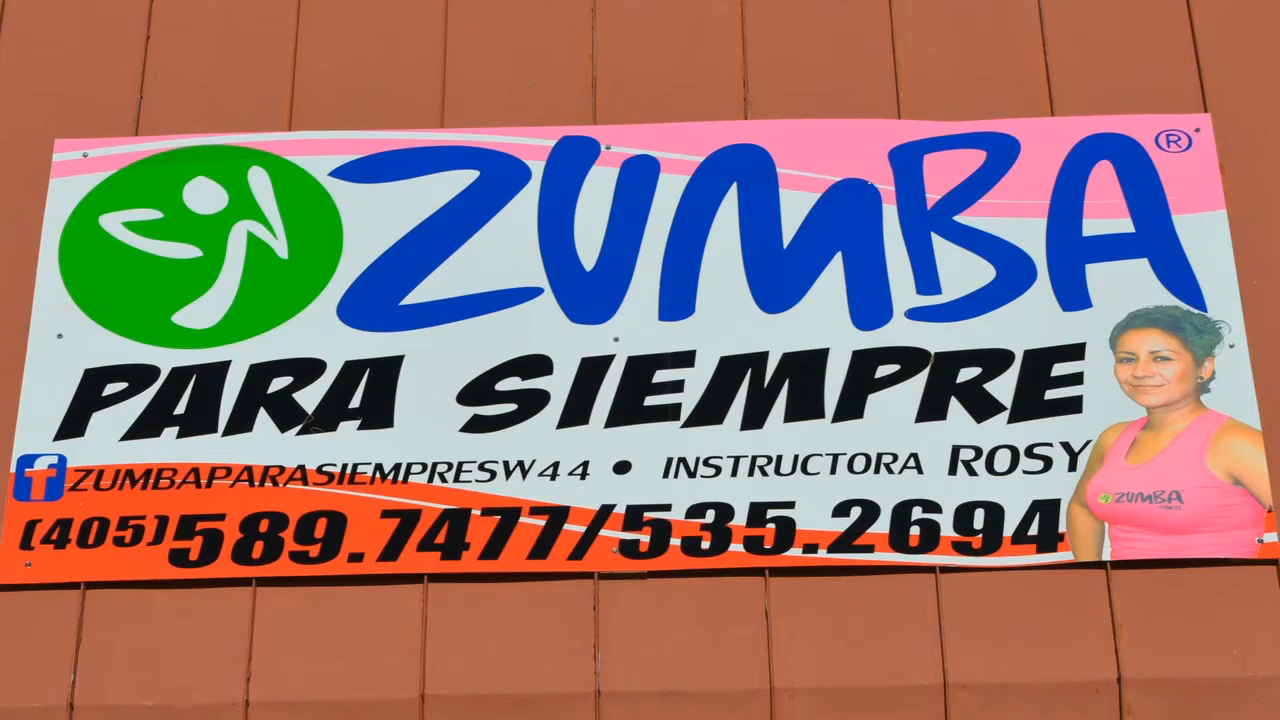 ZUMBA®
PARA SIEMPRE
f ZUMBAPARASIEMPRESW44 • INSTRUCTORA ROSY
(405)589.7477/535.2694
ZUMBA